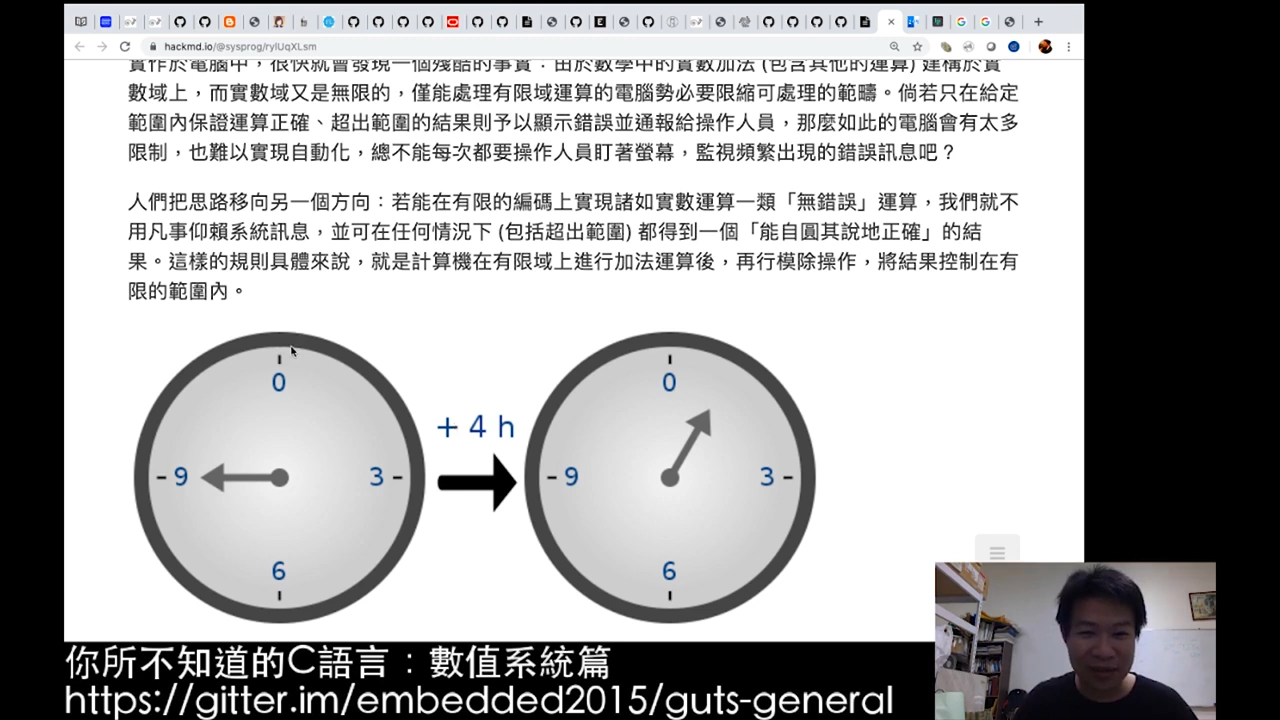 hackmd.io/@sysprog/rylUqXLsm
實作於電腦中，很快就會發現一個殘酷的事實：由於數學中的實數加法 (包含其他的運算) 建構於實
數域上，而實數域又是無限的，僅能處理有限域運算的電腦勢必要限縮可處理的範疇。倘若只在給定
範圍內保證運算正確、超出範圍的結果則予以顯示錯誤並通報給操作人員，那麼如此的電腦會有太多
限制，也難以實現自動化，總不能每次都要操作人員盯著螢幕，監視頻繁出現的錯誤訊息吧？
人們把思路移向另一個方向：若能在有限的編碼上實現諸如實數運算一類「無錯誤」運算，我們就不
用凡事仰賴系統訊息，並可在任何情況下 (包括超出範圍) 都得到一個「能自圓其說地正確」的結
果。這樣的規則具體來說，就是計算機在有限域上進行加法運算後，再行模除操作，將結果控制在有
限的範圍內。
0
9
3
6
+ 4 h
0
9
3
6
你所不知道的C語言：數值系統篇
https://gitter.im/embedded2015/guts-general